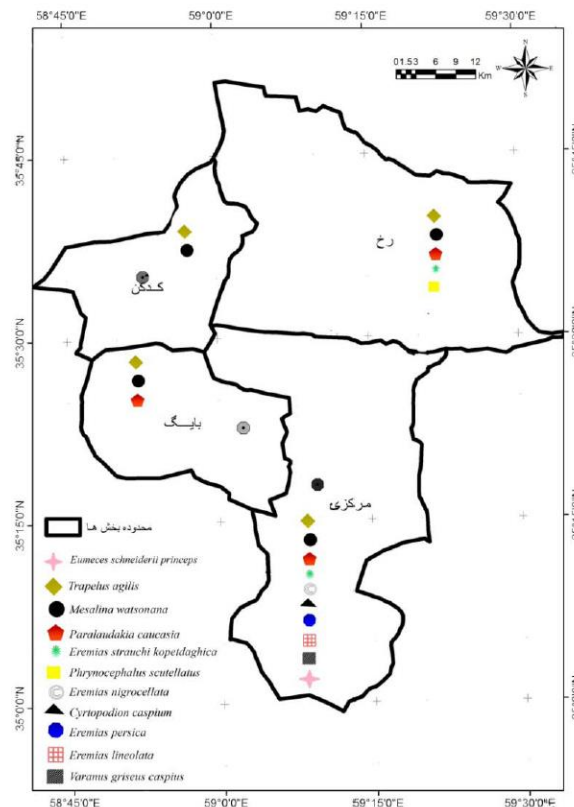 58°45'0"E 59°0'0"E 59°15'0"E 59°30'0"E
N
W E
S
0 1.53 6 9 12
Km
35°45'0"N
رخ
کدکن
35°30'0"N
بایگ
مرکزی
35°15'0"N
محدوده بخش ها
Eumeces schneiderii princeps
Trapelus agilis
Mesalina watsonana
Paralaudakia caucasia
Eremias strauchi kopetdaghica
Phrynocephalus scutellatus
Eremias nigrocellata
Cyrtopodion caspium
Eremias persica
Eremias lineolata
Varanus griseus caspius
35°0'0"N
58°45'0"E 59°0'0"E 59°15'0"E 59°30'0"E